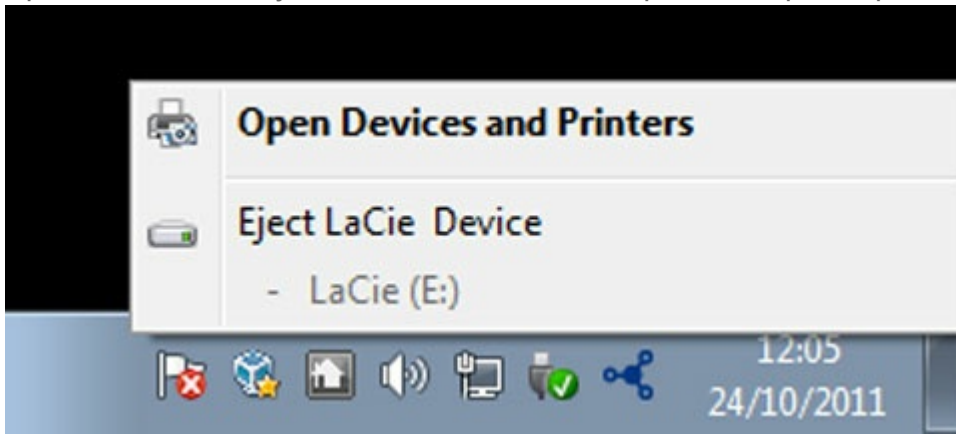 Open Devices and Printers
Eject LaCie  Device
- LaCie (E:)
12:05
24/10/2011